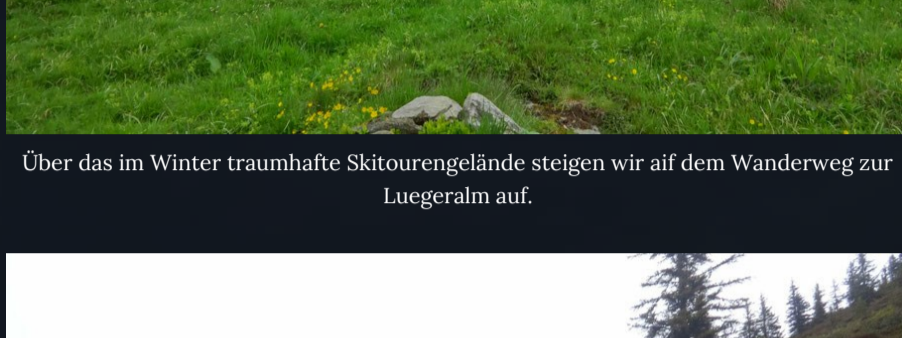 Über das im Winter traumhafte Skitourengelände steigen wir aif dem Wanderweg zur
Luegeralm auf.